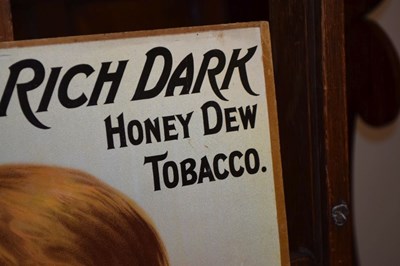 RICH DARK
HONEY DEW
TOBACCO.